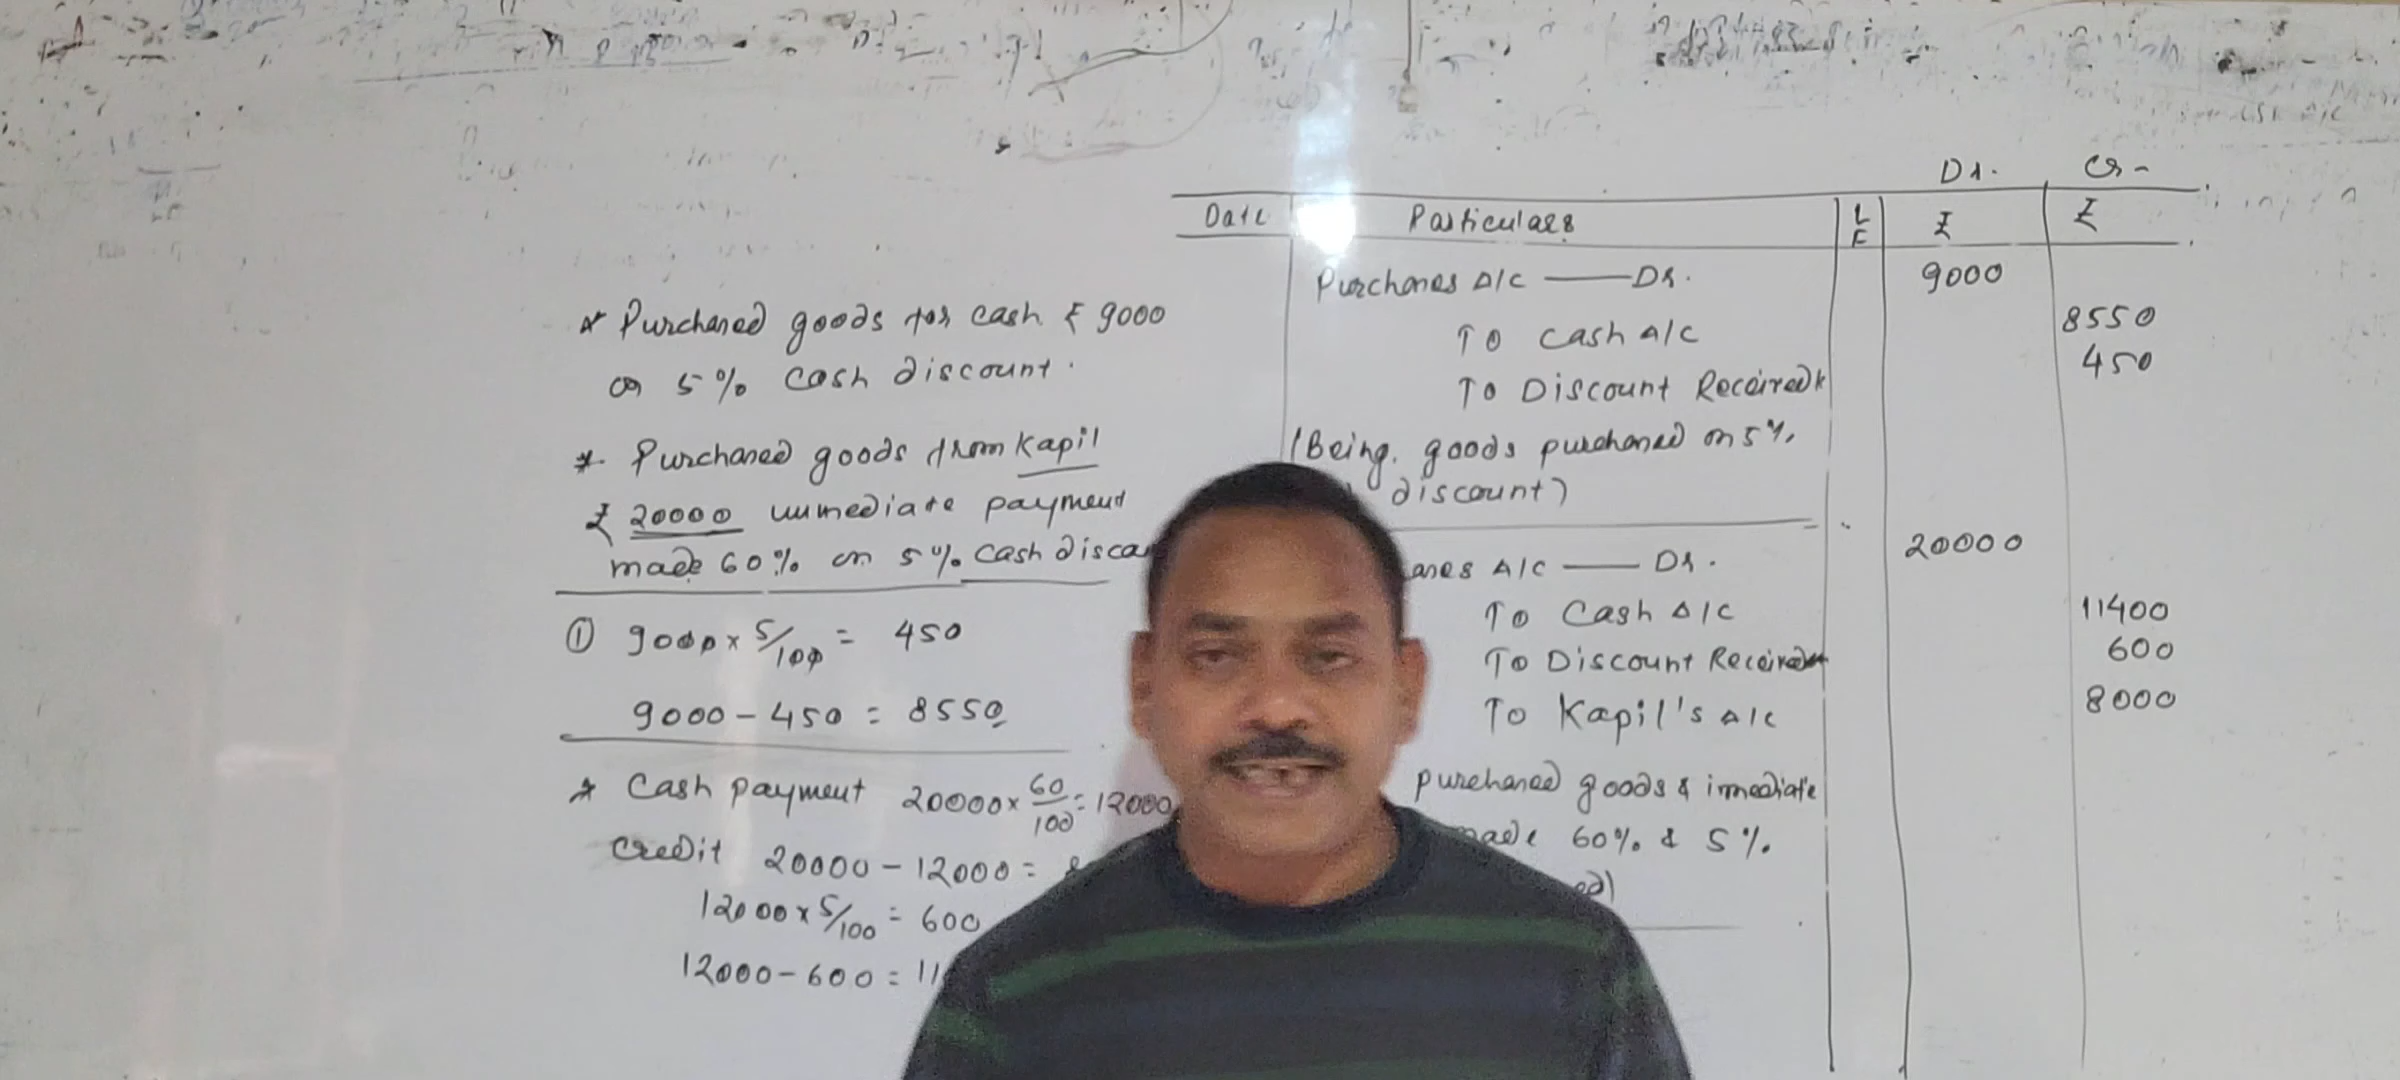 * Purchased goods for cash ₹ 9000
on 5% cash discount.
* Purchased goods from Kapil
₹ 20000 immediate payment
made 60% on 5% cash
① 9000 x 5/100 = 450
9000 - 450 = 8550
* Cash payment 20000 x 60/100 = 12000
Credit 20000 - 12000 =
12000 x 5/100 = 600
12000 - 600 =
Dr. Cr.
Date Particulars LF ₹ ₹
Purchases A/c — Dr. 9000
To Cash A/c 8550
To Discount Received 450
(Being goods purchased on 5%
discount)
A/c — Dr. 20000
To Cash A/c 11400
To Discount Received 600
To Kapil's A/c 8000
purchased goods & immediate
60% & 5%